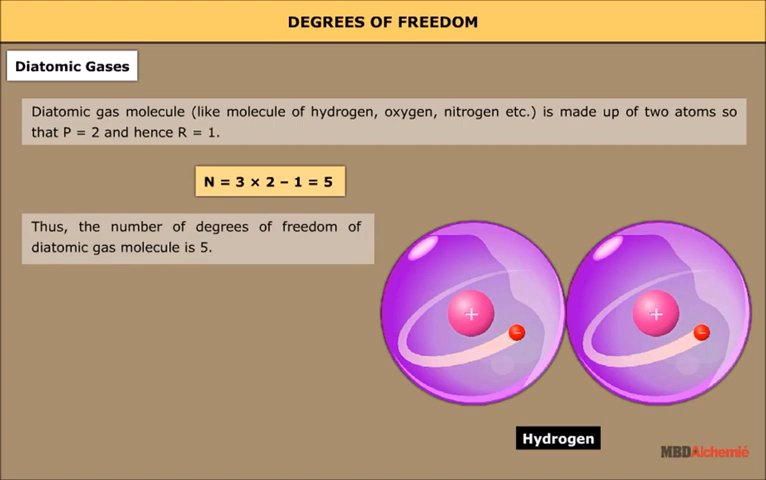 DEGREES OF FREEDOM
Diatomic Gases
Diatomic gas molecule (like molecule of hydrogen, oxygen, nitrogen etc.) is made up of two atoms so
that P = 2 and hence R = 1.
N = 3 × 2 – 1 = 5
Thus, the number of degrees of freedom of
diatomic gas molecule is 5.
+
−
+
−
Hydrogen
MBDAlchemié